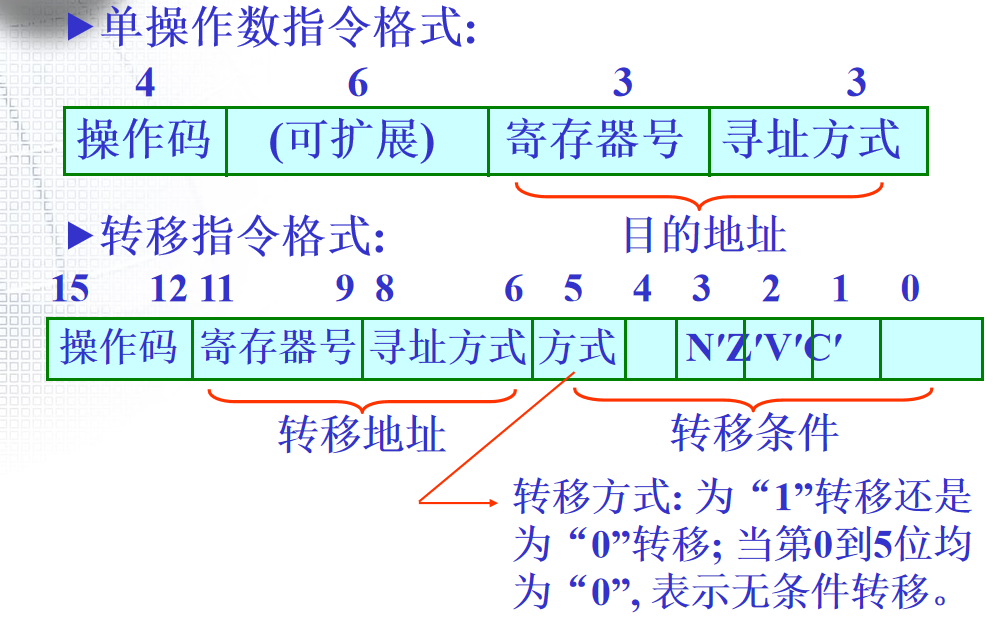 ▶单操作数指令格式:
4 6 3 3
操作码 (可扩展) 寄存器号 寻址方式
目的地址
▶转移指令格式:
15 12 11 9 8 6 5 4 3 2 1 0
操作码 寄存器号 寻址方式 方式 N′Z′V′C′
转移地址 转移条件
转移方式: 为“1”转移还是
为“0”转移; 当第0到5位均
为“0”, 表示无条件转移。